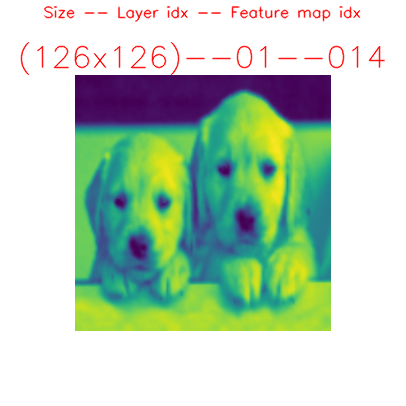 Size -- Layer idx -- Feature map idx
(126x126)--01--014